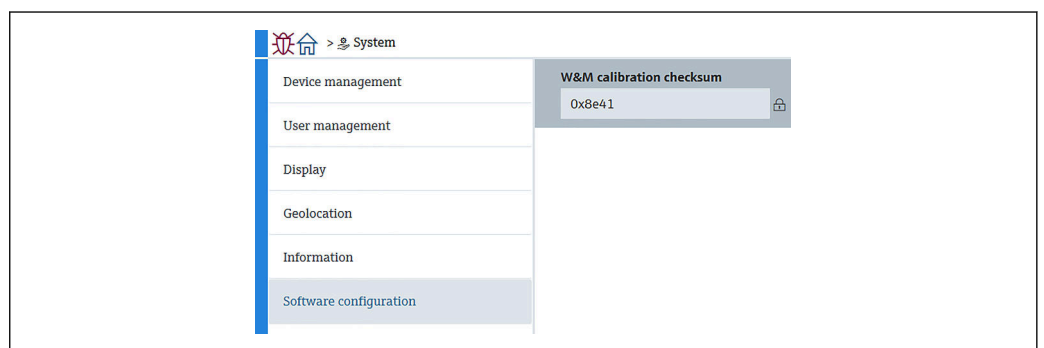 > System
Device management
User management
Display
Geolocation
Information
Software configuration
W&M calibration checksum
0x8e41